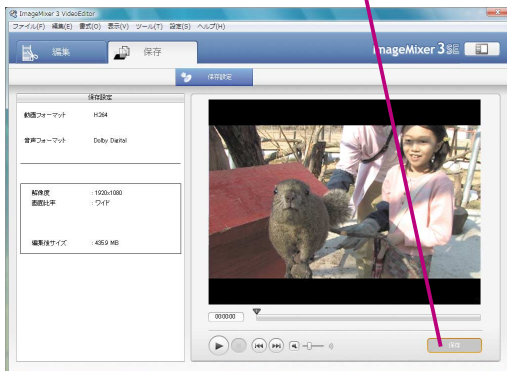 ImageMixer 3 VideoEditor
ファイル(F) 編集(E) 書式(O) 表示(V) ツール(T) 設定(S) ヘルプ(H)
編集 保存
ImageMixer 3 SE
保存設定
保存設定
動画フォーマット H.264
音声フォーマット Dolby Digital
解像度 : 1920x1080
画面比率 : ワイド
編集後サイズ : 435.9 MB
00:00:00
保存